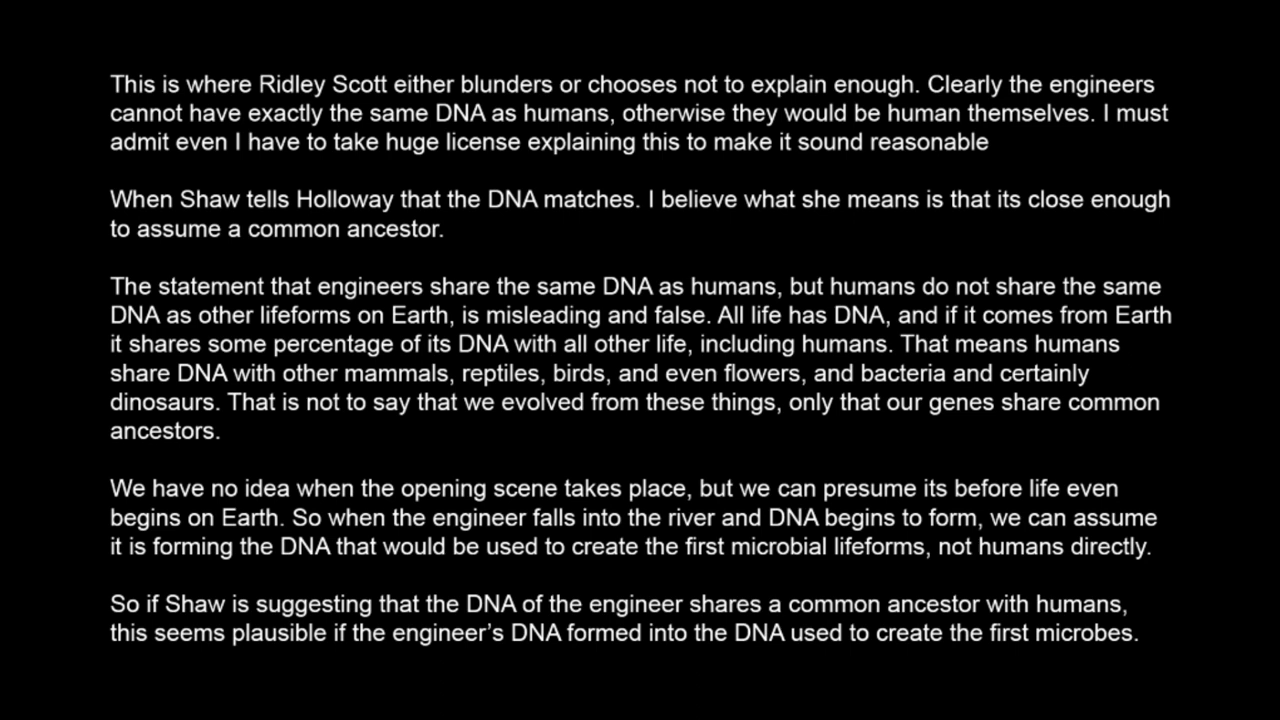 This is where Ridley Scott either blunders or chooses not to explain enough. Clearly the engineers
cannot have exactly the same DNA as humans, otherwise they would be human themselves. I must
admit even I have to take huge license explaining this to make it sound reasonable
When Shaw tells Holloway that the DNA matches. I believe what she means is that its close enough
to assume a common ancestor.
The statement that engineers share the same DNA as humans, but humans do not share the same
DNA as other lifeforms on Earth, is misleading and false. All life has DNA, and if it comes from Earth
it shares some percentage of its DNA with all other life, including humans. That means humans
share DNA with other mammals, reptiles, birds, and even flowers, and bacteria and certainly
dinosaurs. That is not to say that we evolved from these things, only that our genes share common
ancestors.
We have no idea when the opening scene takes place, but we can presume its before life even
begins on Earth. So when the engineer falls into the river and DNA begins to form, we can assume
it is forming the DNA that would be used to create the first microbial lifeforms, not humans directly.
So if Shaw is suggesting that the DNA of the engineer shares a common ancestor with humans,
this seems plausible if the engineer’s DNA formed into the DNA used to create the first microbes.